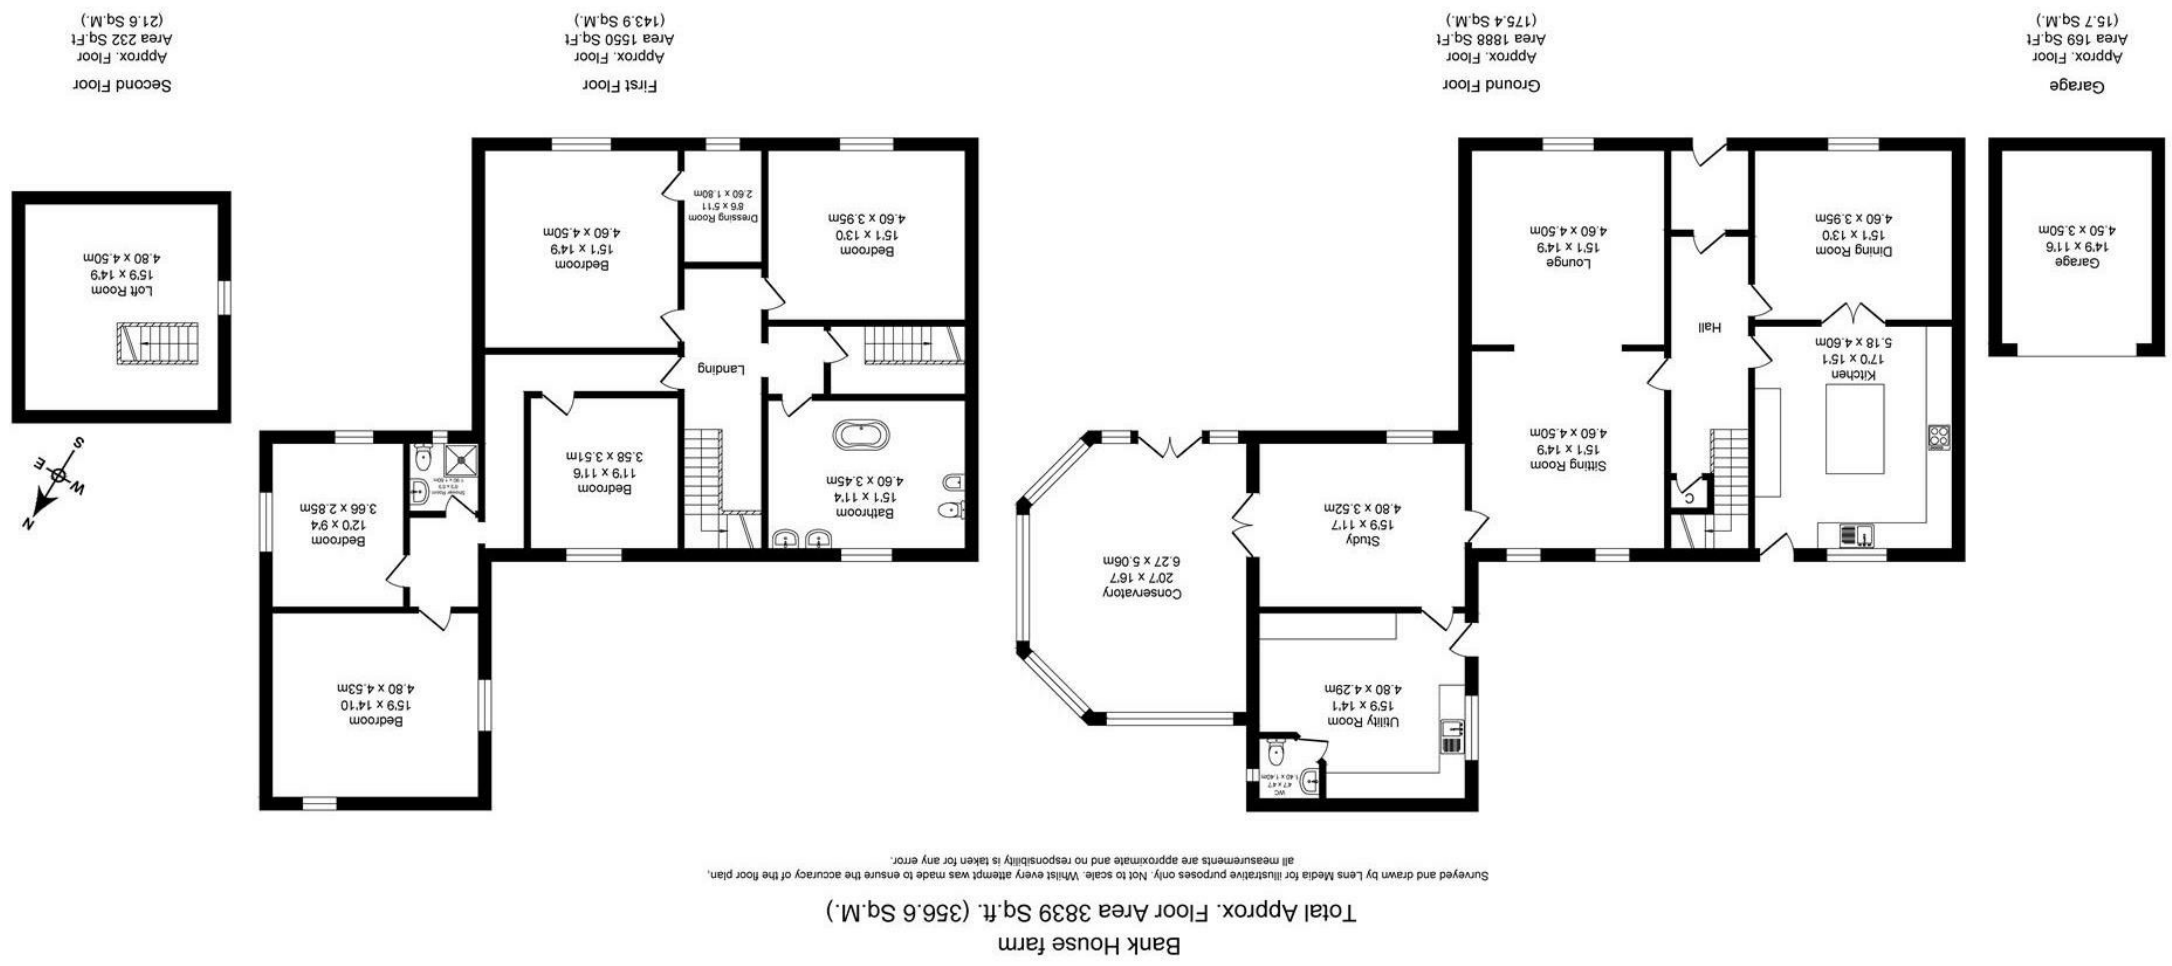 Bank House farm
Total Approx. Floor Area 3839 Sq.ft. (356.6 Sq.M.)
Surveyed and drawn by Lens Media for illustrative purposes only. Not to scale. Whilst every attempt was made to ensure the accuracy of the floor plan,
all measurements are approximate and no responsibility is taken for any error.
WC
4'7 x 4'7
1.40 x 1.40m
Utility Room
15'9 x 14'1
4.80 x 4.29m
Conservatory
20'7 x 16'7
6.27 x 5.06m
Study
15'9 x 11'7
4.80 x 3.52m
Sitting Room
15'1 x 14'9
4.60 x 4.50m
C
Kitchen
17'0 x 15'1
5.18 x 4.60m
Hall
Lounge
15'1 x 14'9
4.60 x 4.50m
Dining Room
15'1 x 13'0
4.60 x 3.95m
Garage
14'9 x 11'6
4.50 x 3.50m
Bedroom
15'9 x 14'10
4.80 x 4.53m
Bedroom
12'0 x 9'4
3.66 x 2.85m
Shower Room
Bedroom
11'9 x 11'6
3.58 x 3.51m
Bathroom
15'1 x 11'4
4.60 x 3.45m
Landing
Bedroom
15'1 x 14'9
4.60 x 4.50m
Dressing Room
8'6 x 5'11
2.60 x 1.80m
Bedroom
15'1 x 13'0
4.60 x 3.95m
Loft Room
15'9 x 14'9
4.80 x 4.50m
N
W
E
S
Garage
Approx. Floor
Area 169 Sq.Ft
(15.7 Sq.M.)
Ground Floor
Approx. Floor
Area 1888 Sq.Ft
(175.4 Sq.M.)
First Floor
Approx. Floor
Area 1550 Sq.Ft
(143.9 Sq.M.)
Second Floor
Approx. Floor
Area 232 Sq.Ft
(21.6 Sq.M.)